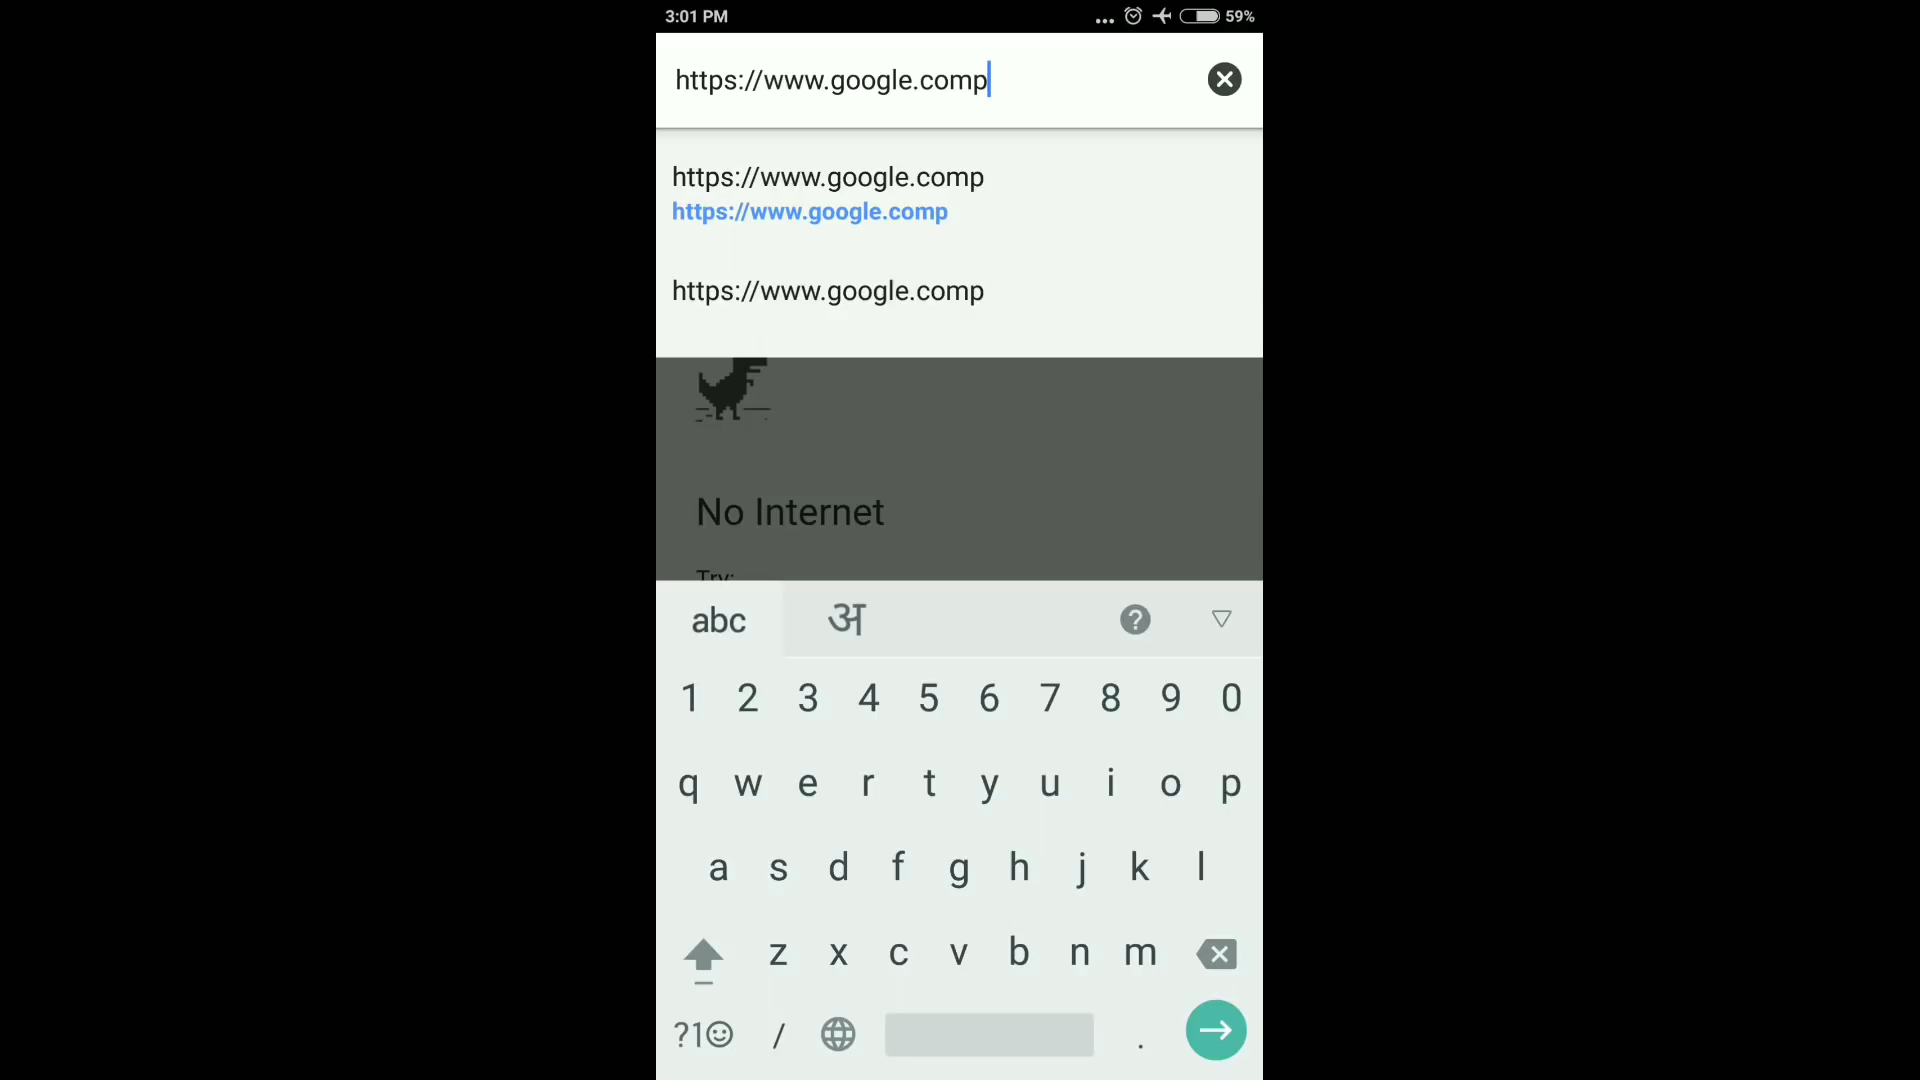 3:01 PM 59%
https://www.google.comp
https://www.google.comp
https://www.google.comp
https://www.google.comp
No Internet
Try:
abc अ
1 2 3 4 5 6 7 8 9 0
q w e r t y u i o p
a s d f g h j k l
z x c v b n m
?1☺ / .